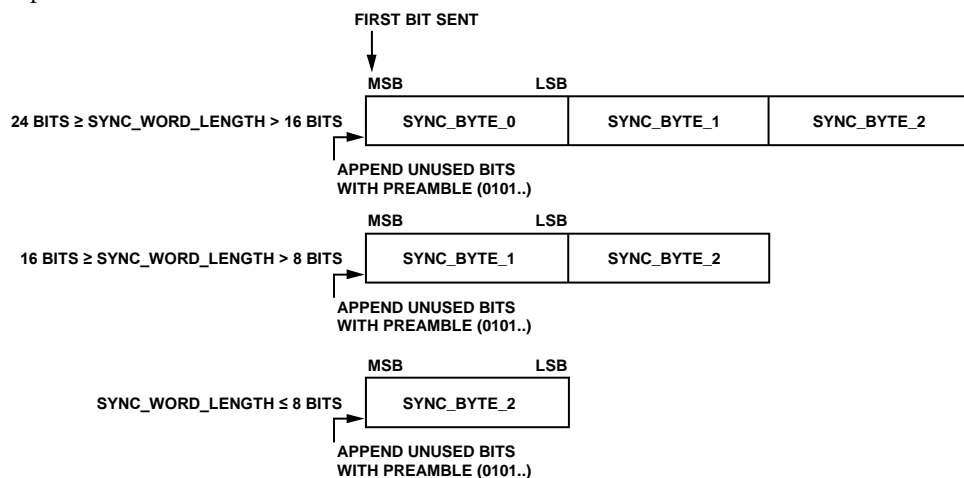 FIRST BIT SENT
MSB LSB
24 BITS ≥ SYNC_WORD_LENGTH > 16 BITS SYNC_BYTE_0 SYNC_BYTE_1 SYNC_BYTE_2
APPEND UNUSED BITS
WITH PREAMBLE (0101..)
MSB LSB
16 BITS ≥ SYNC_WORD_LENGTH > 8 BITS SYNC_BYTE_1 SYNC_BYTE_2
APPEND UNUSED BITS
WITH PREAMBLE (0101..)
MSB LSB
SYNC_WORD_LENGTH ≤ 8 BITS SYNC_BYTE_2
APPEND UNUSED BITS
WITH PREAMBLE (0101..)